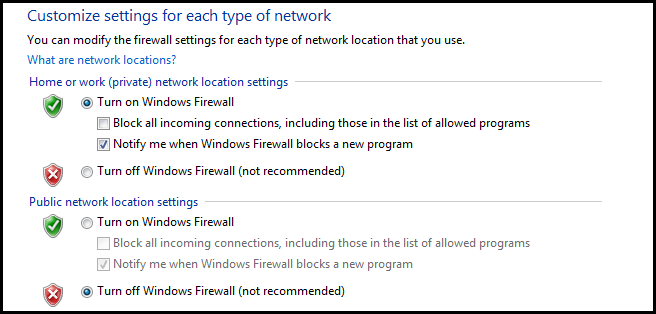 Customize settings for each type of network
You can modify the firewall settings for each type of network location that you use.
What are network locations?
Home or work (private) network location settings
Turn on Windows Firewall
Block all incoming connections, including those in the list of allowed programs
Notify me when Windows Firewall blocks a new program
Turn off Windows Firewall (not recommended)
Public network location settings
Turn on Windows Firewall
Block all incoming connections, including those in the list of allowed programs
Notify me when Windows Firewall blocks a new program
Turn off Windows Firewall (not recommended)